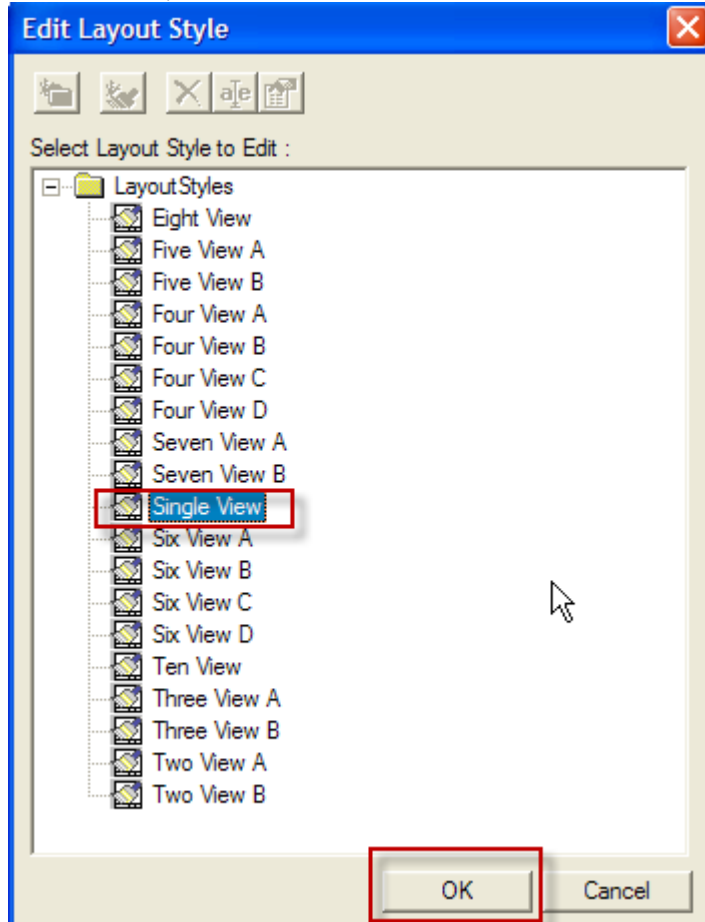 Edit Layout Style
a e
Select Layout Style to Edit :
LayoutStyles
Eight View
Five View A
Five View B
Four View A
Four View B
Four View C
Four View D
Seven View A
Seven View B
Single View
Six View A
Six View B
Six View C
Six View D
Ten View
Three View A
Three View B
Two View A
Two View B
OK Cancel